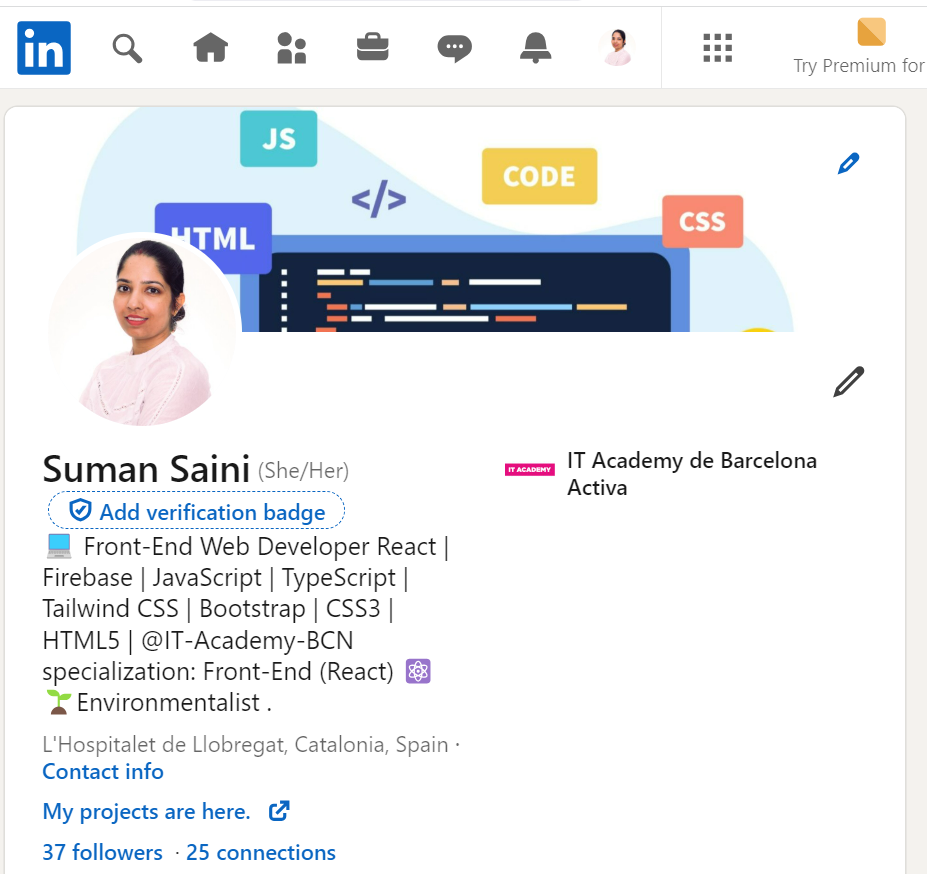 in
Try Premium for
JS
CODE
</>
CSS
HTML
Suman Saini (She/Her)
Add verification badge
Front-End Web Developer React |
Firebase | JavaScript | TypeScript |
Tailwind CSS | Bootstrap | CSS3 |
HTML5 | @IT-Academy-BCN
specialization: Front-End (React)
Environmentalist .
L'Hospitalet de Llobregat, Catalonia, Spain ·
Contact info
My projects are here.
37 followers · 25 connections
IT ACADEMY
IT Academy de Barcelona
Activa